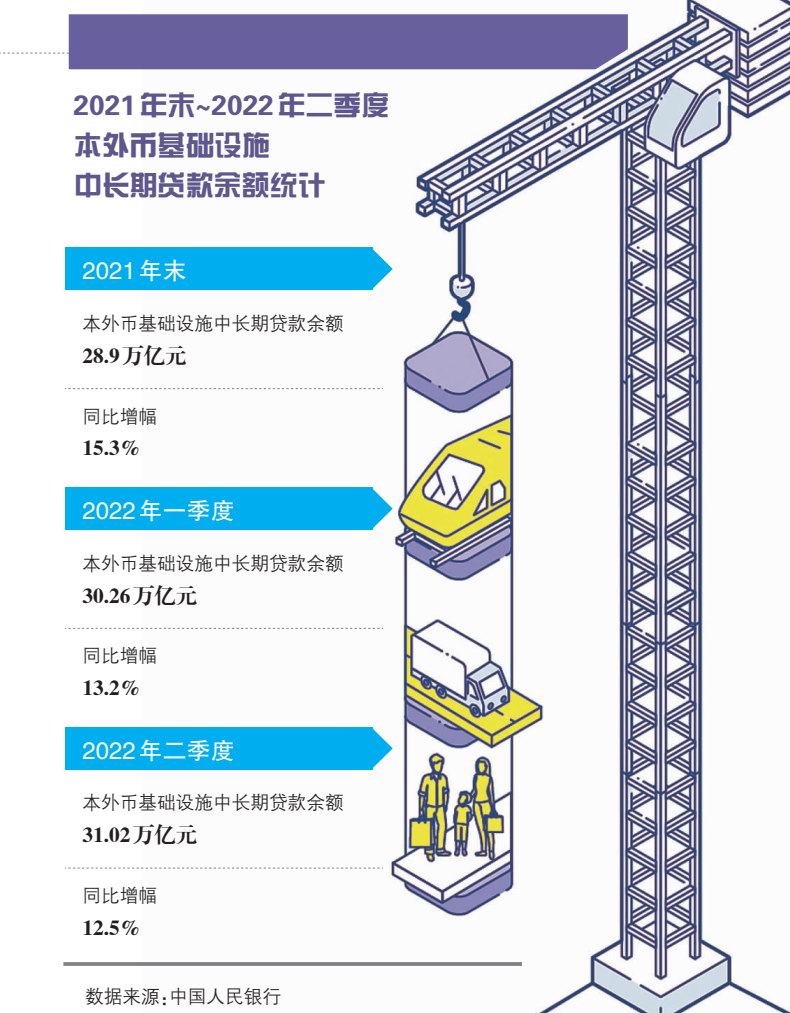 2021年末~2022年二季度
本外币基础设施
中长期贷款余额统计
2021年末
本外币基础设施中长期贷款余额
28.9万亿元
同比增幅
15.3%
2022年一季度
本外币基础设施中长期贷款余额
30.26万亿元
同比增幅
13.2%
2022年二季度
本外币基础设施中长期贷款余额
31.02万亿元
同比增幅
12.5%
数据来源:中国人民银行